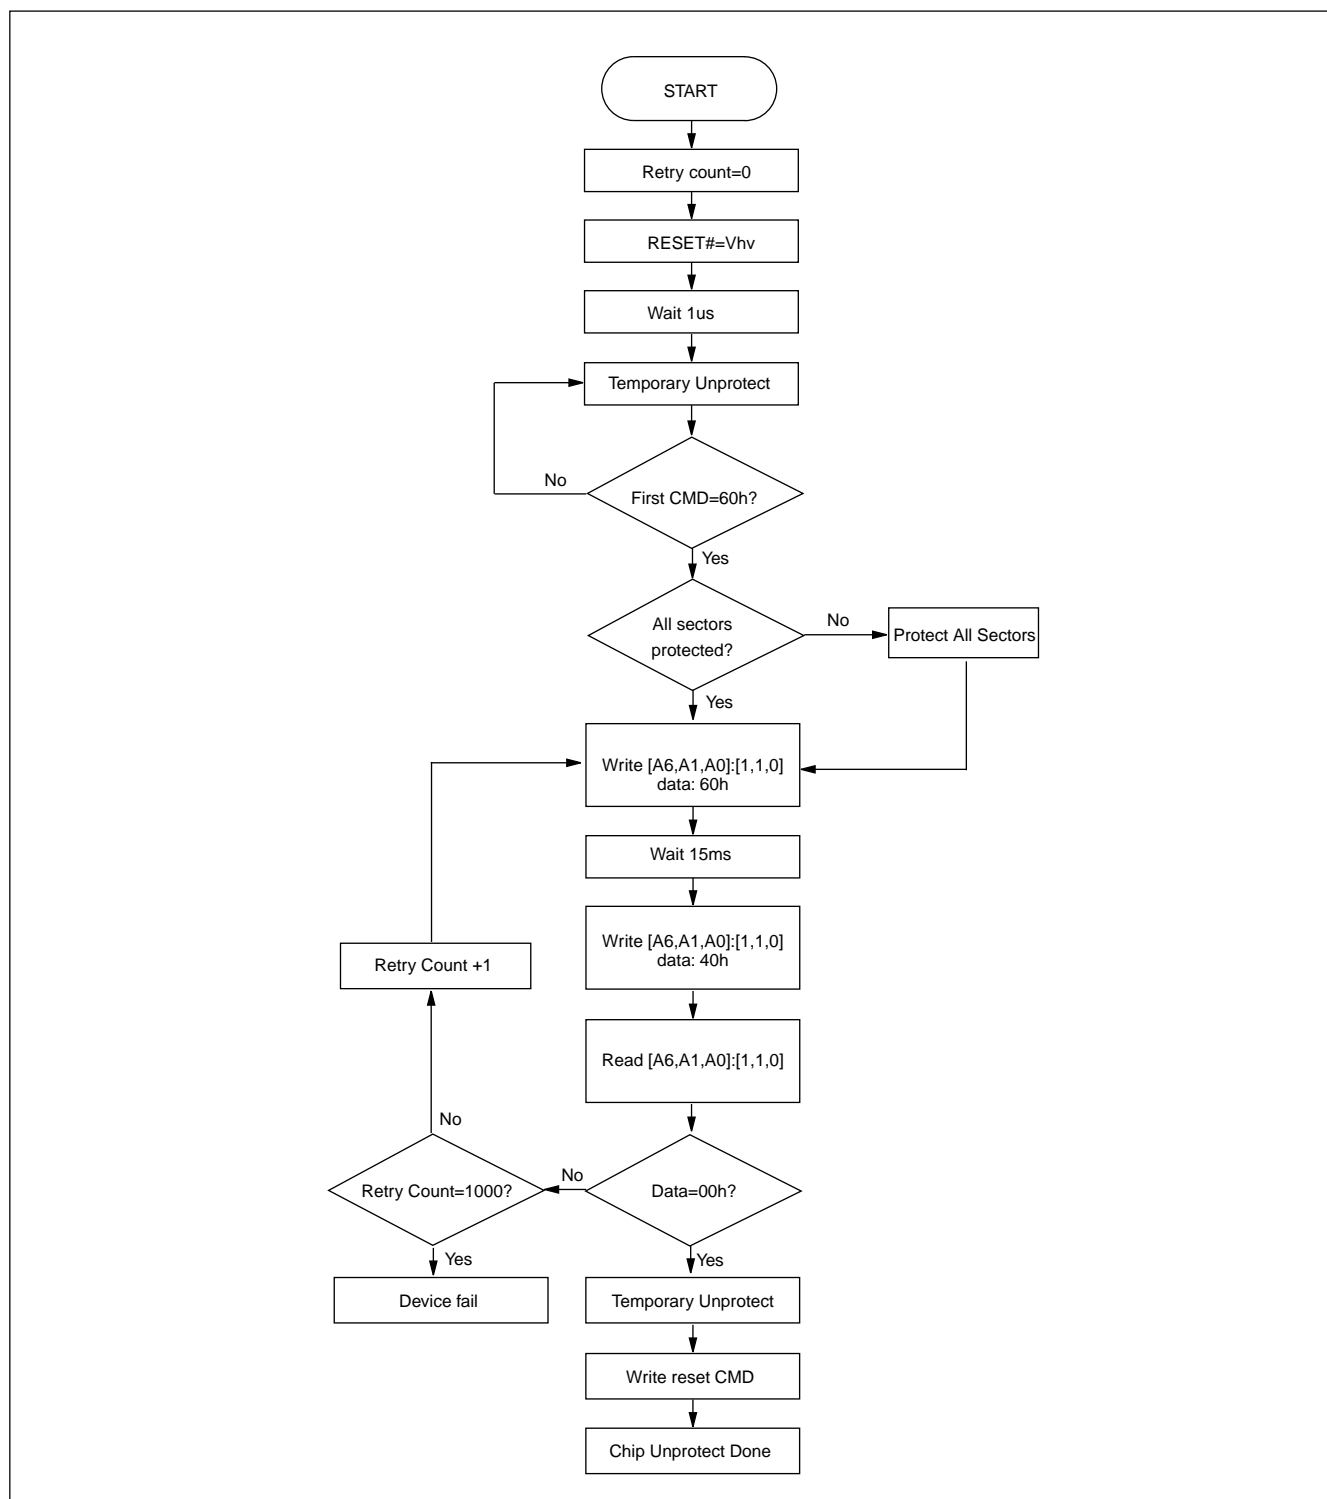 START
Retry count=0
RESET#=Vhv
Wait 1us
Temporary Unprotect
No
First CMD=60h?
Yes
All sectors
protected?
No
Protect All Sectors
Yes
Write [A6,A1,A0]:[1,1,0]
data: 60h
Wait 15ms
Write [A6,A1,A0]:[1,1,0]
data: 40h
Retry Count +1
Read [A6,A1,A0]:[1,1,0]
No
Retry Count=1000?
No
Data=00h?
Yes
Yes
Device fail
Temporary Unprotect
Write reset CMD
Chip Unprotect Done